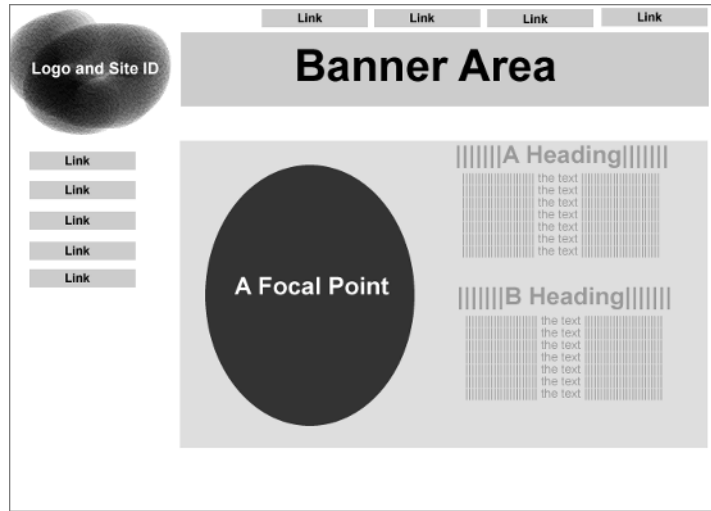 Link Link Link Link
Logo and Site ID
Banner Area
Link
Link
Link
Link
Link
A Focal Point
|||||||A Heading|||||||
the text
the text
the text
the text
the text
the text
the text
|||||||B Heading|||||||
the text
the text
the text
the text
the text
the text
the text